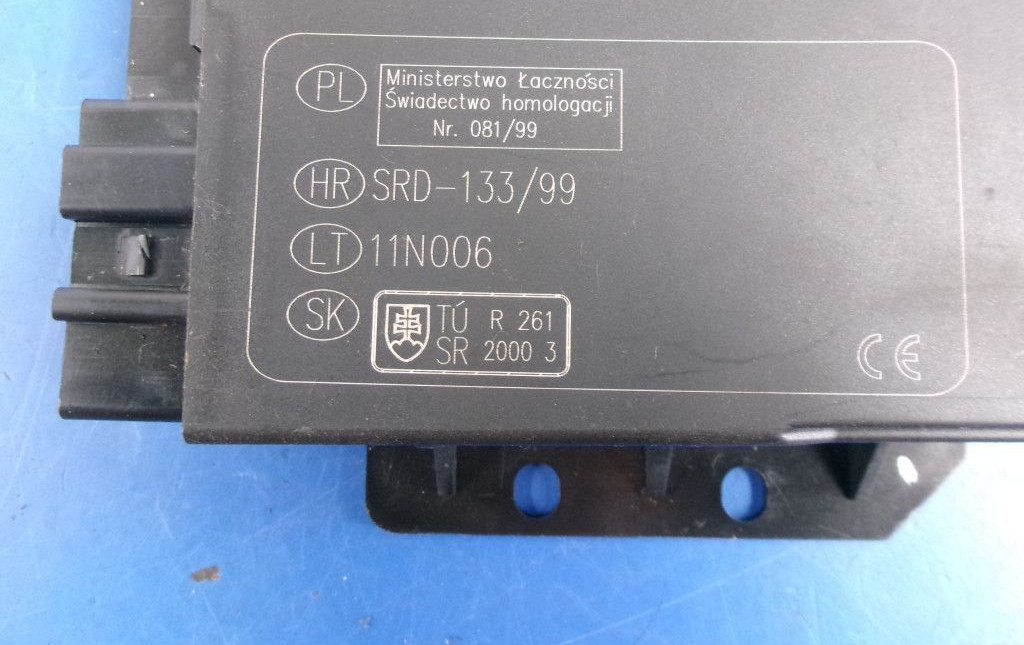 PL Ministerstwo Łaczności
Świadectwo homologacji
Nr. 081/99
HR SRD-133/99
LT 11N006
SK TÚ R 261
SR 2000 3
CE